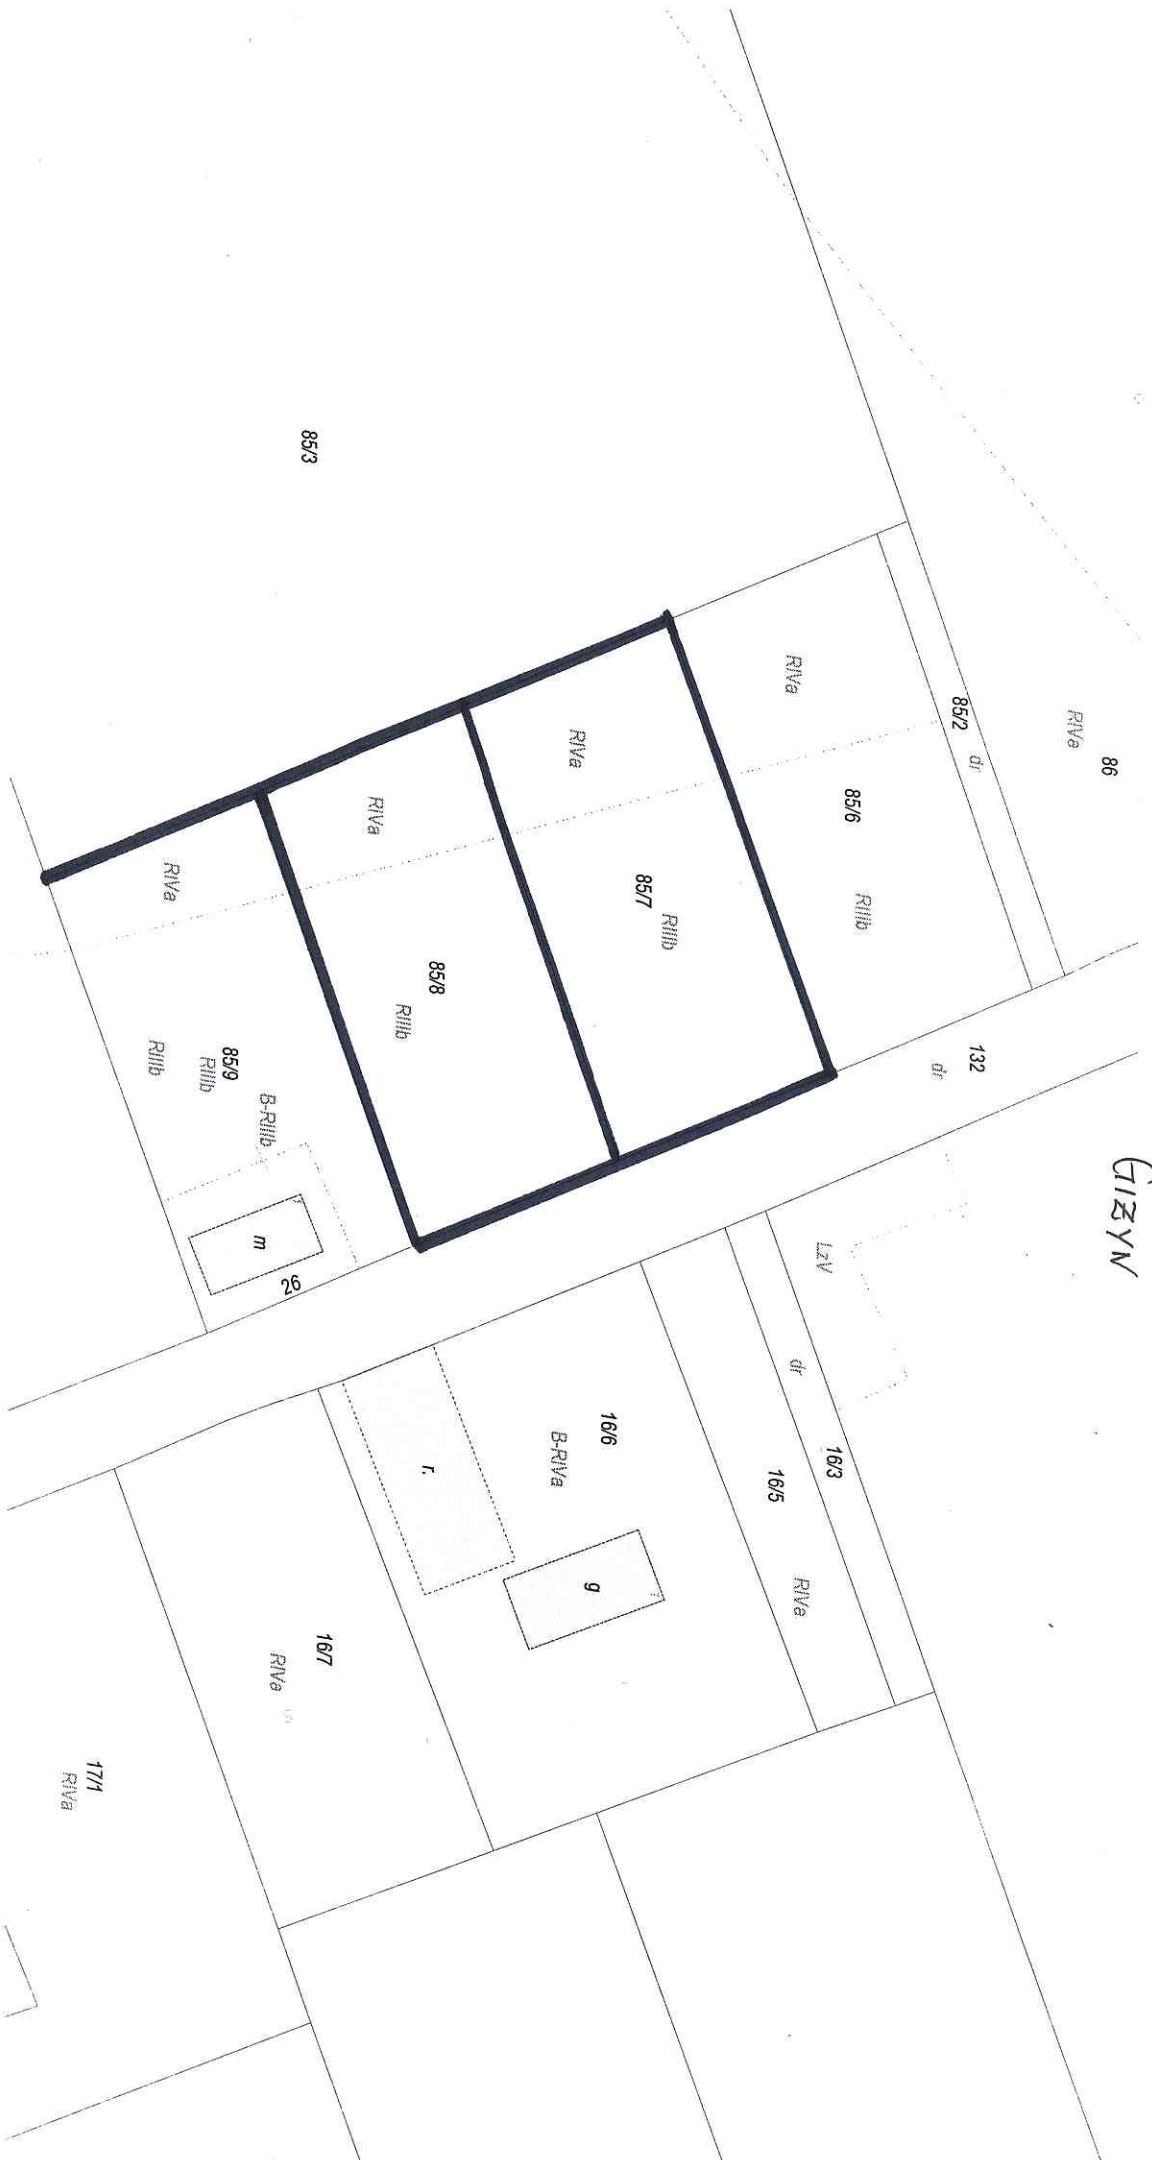 GIZYN
86
RIVa
85/2
dr
132
dr
85/6
RIVa
RIIIb
85/7
RIVa
RIIIb
85/3
85/8
RIVa
RIIIb
85/9
RIIIb
RIVa
RIIIb
B-RIIIb
m
26
LzV
dr
16/3
16/5
RIVa
16/6
B-RIVa
g
r.
16/7
RIVa
17/1
RIVa